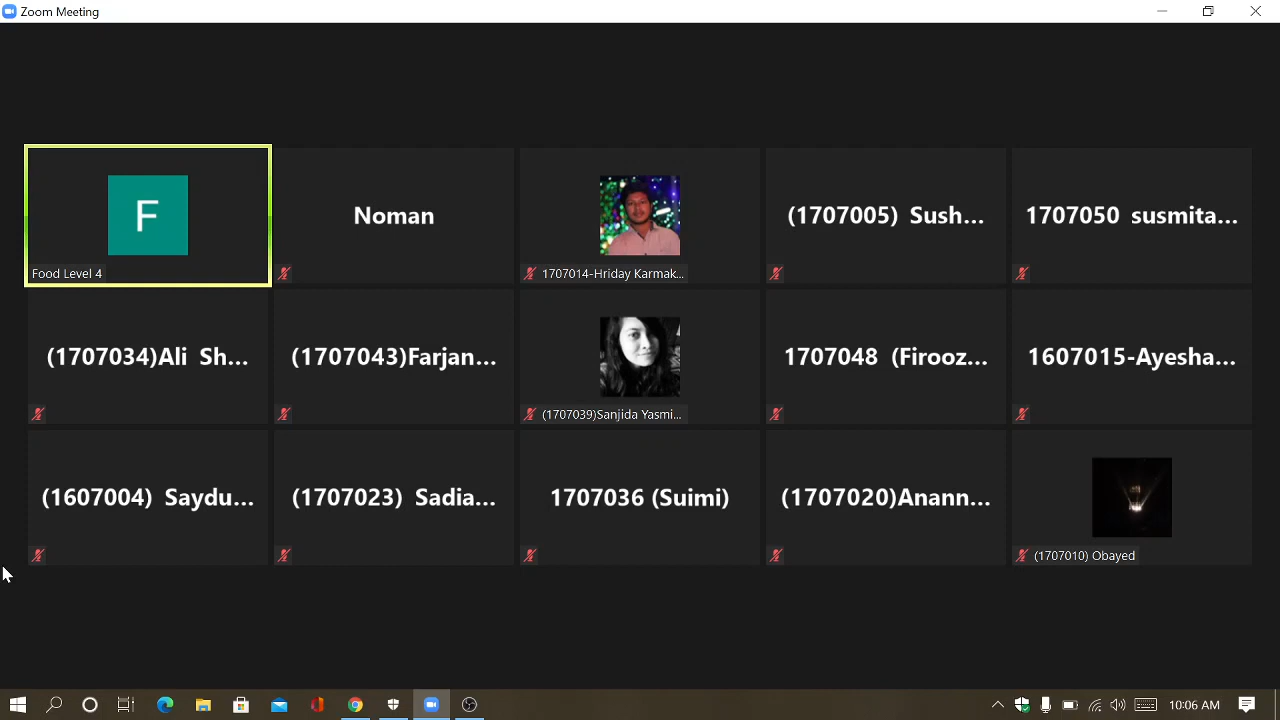 Zoom Meeting
F
Food Level 4
Noman
1707014-Hriday Karmak...
(1707005) Sush...
1707050 susmita...
(1707034)Ali Sh...
(1707043)Farjan...
(1707039)Sanjida Yasmi...
1707048 (Firooz...
1607015-Ayesha...
(1607004) Saydu...
(1707023) Sadia...
1707036 (Suimi)
(1707020)Anann...
(1707010) Obayed
10:06 AM